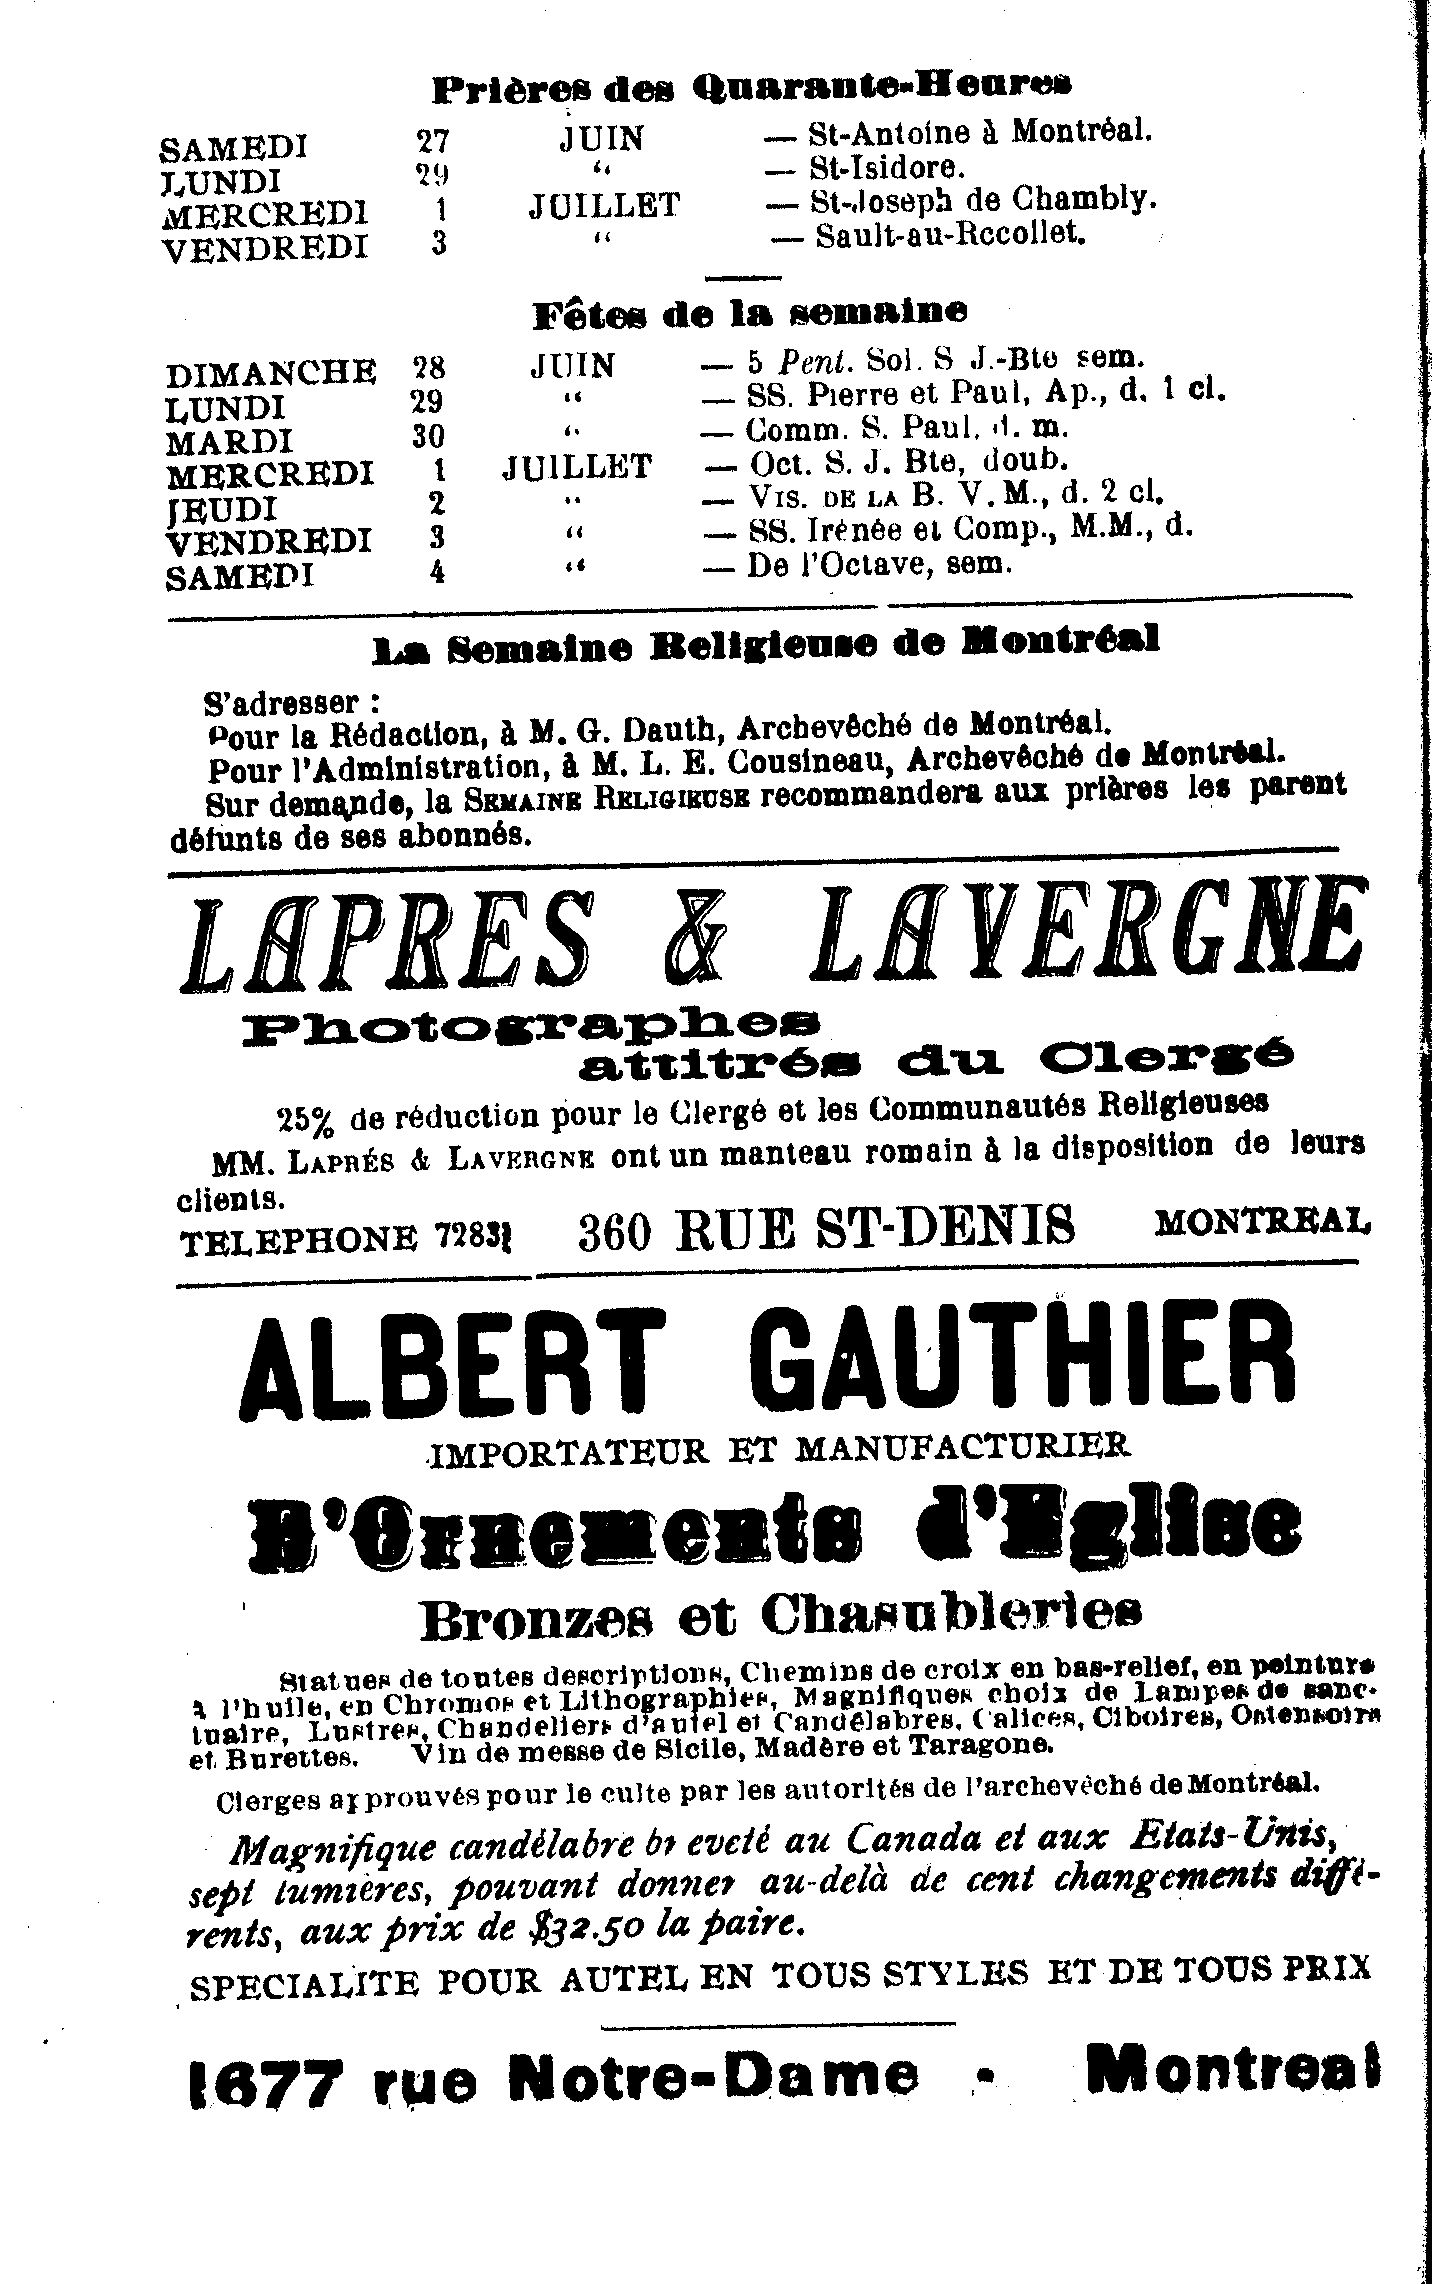 Prières des Quarante-Heures
SAMEDI 27 JUIN — St-Antoine à Montréal.
LUNDI 29 “ — St-Isidore.
MERCREDI 1 JUILLET — St-Joseph de Chambly.
VENDREDI 3 “ — Sault-au-Rccollet.
Fêtes de la semaine
DIMANCHE 28 JUIN — 5 Pent. Sol. S J.-Bte sem.
LUNDI 29 “ — SS. Pierre et Paul, Ap., d. 1 cl.
MARDI 30 “ — Comm. S. Paul, d. m.
MERCREDI 1 JUILLET — Oct. S. J. Bte, doub.
JEUDI 2 “ — VIS. DE LA B. V. M., d. 2 cl.
VENDREDI 3 “ — SS. Irénée et Comp., M.M., d.
SAMEDI 4 “ — De l'Octave, sem.
La Semaine Religieuse de Montréal
S'adresser :
Pour la Rédaction, à M. G. Dauth, Archevêché de Montréal.
Pour l'Administration, à M. L. E. Cousineau, Archevêché de Montréal.
Sur demande, la SEMAINE RELIGIEUSE recommandera aux prières les parent
défunts de ses abonnés.
LAPRES & LAVERGNE
Photographes
attitrés du Clergé
25% de réduction pour le Clergé et les Communautés Religieuses
MM. LAPRÉS & LAVERGNE ont un manteau romain à la disposition de leurs
clients.
TELEPHONE 7283 360 RUE ST-DENIS MONTREAL
ALBERT GAUTHIER
IMPORTATEUR ET MANUFACTURIER
D'Ornements d'Eglise
Bronzes et Chasubleries
Statues de toutes descriptions, Chemins de croix en bas-relief, en peinture
à l'huile, en Chromos et Lithographies, Magnifiques choix de Lampes de sanc-
tuaire, Lustres, Chandeliers d'autel et Candélabres, Calices, Ciboires, Ostensoirs
et Burettes. Vin de messe de Sicile, Madère et Taragone.
Cierges approuvés pour le culte par les autorités de l'archevêché de Montréal.
Magnifique candélabre breveté au Canada et aux Etats-Unis,
sept lumières, pouvant donner au-delà de cent changements diffé-
rents, aux prix de $32.50 la paire.
SPECIALITE POUR AUTEL EN TOUS STYLES ET DE TOUS PRIX
1677 rue Notre-Dame - Montreal